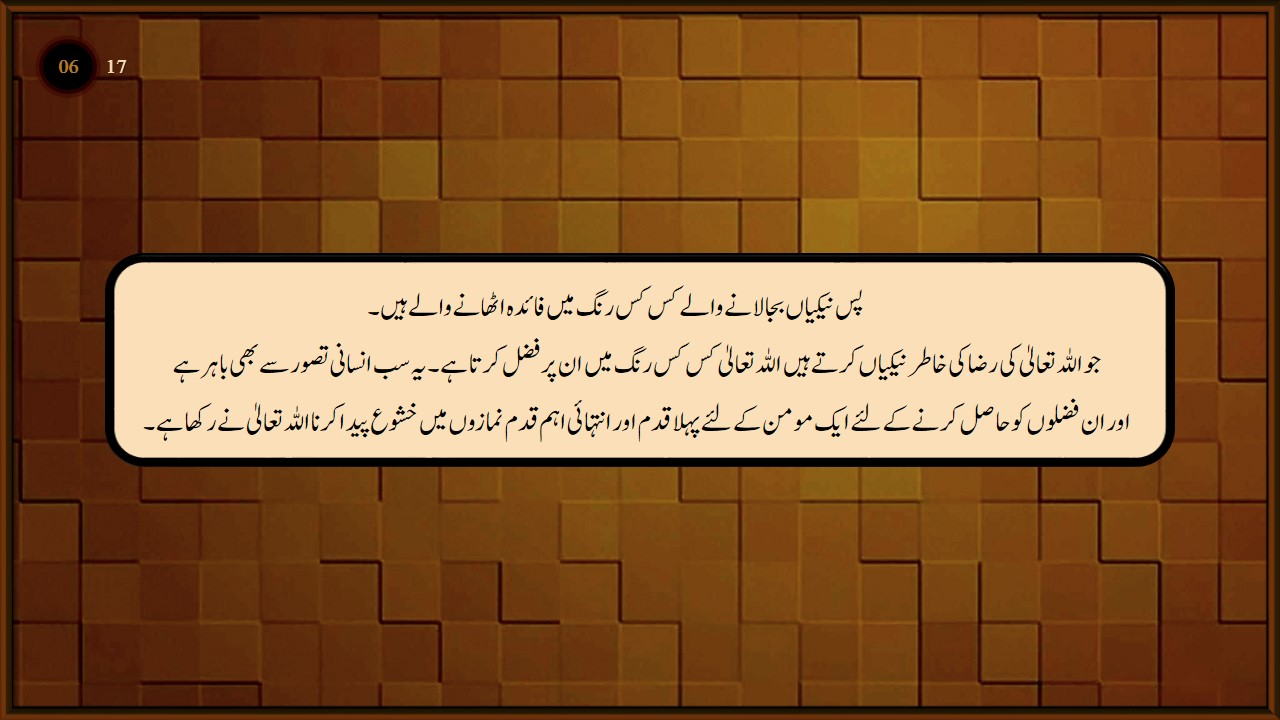 06 17
پس نیکیاں بجالانے والے کس کس رنگ میں فائدہ اٹھانے والے ہیں۔
جو اللہ تعالیٰ کی رضا کی خاطر نیکیاں کرتے ہیں اللہ تعالیٰ کس کس رنگ میں ان پر فضل کرتا ہے۔ یہ سب انسانی تصور سے بھی باہر ہے
اور ان فضلوں کو حاصل کرنے کے لئے ایک مومن کے لئے پہلا قدم اور انتہائی اہم قدم نمازوں میں خشوع پیدا کرنا اللہ تعالیٰ نے رکھا ہے۔